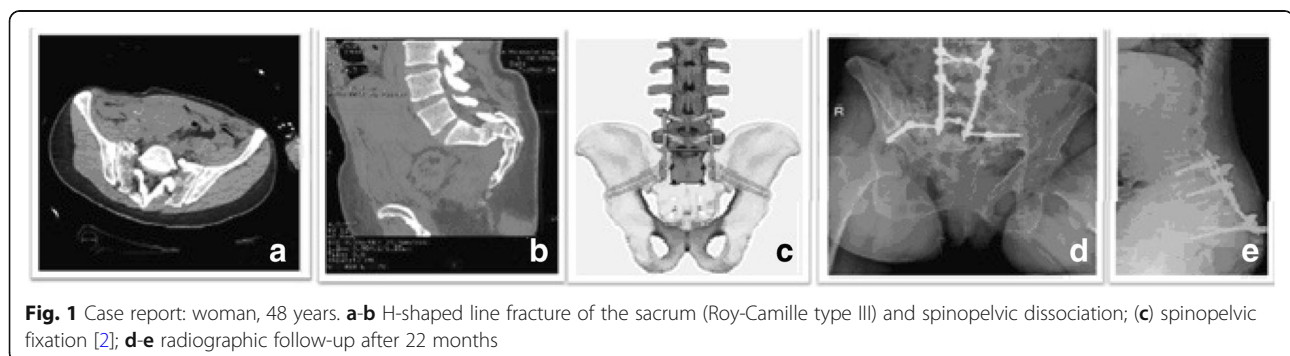 a
b
c
R
d
e
Fig. 1 Case report: woman, 48 years. a-b H-shaped line fracture of the sacrum (Roy-Camille type III) and spinopelvic dissociation; (c) spinopelvic
fixation [2]; d-e radiographic follow-up after 22 months